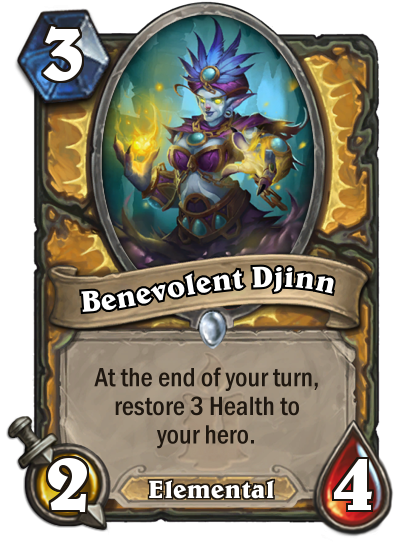 3
Benevolent Djinn
At the end of your turn,
restore 3 Health to
your hero.
2
Elemental
4